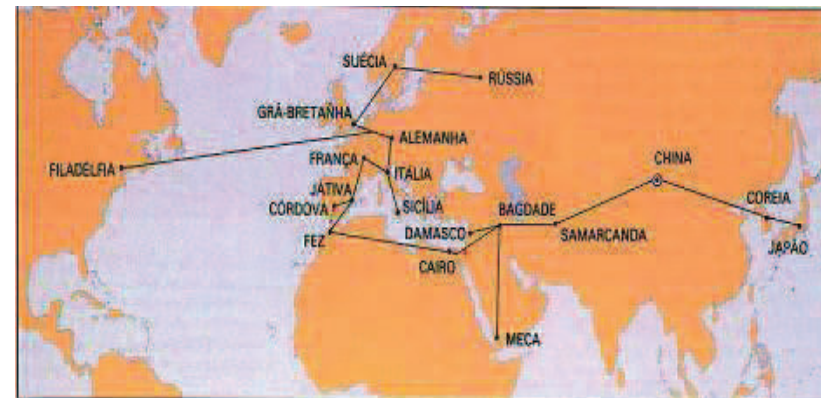 SUÉCIA
RÚSSIA
GRÃ-BRETANHA
ALEMANHA
FRANÇA
FILADÉLFIA
ITÁLIA
CHINA
JÁTIVA
CÓRDOVA
SICÍLIA
BAGDADE
COREIA
FEZ
DAMASCO
SAMARCANDA
JAPÃO
CAIRO
MECA